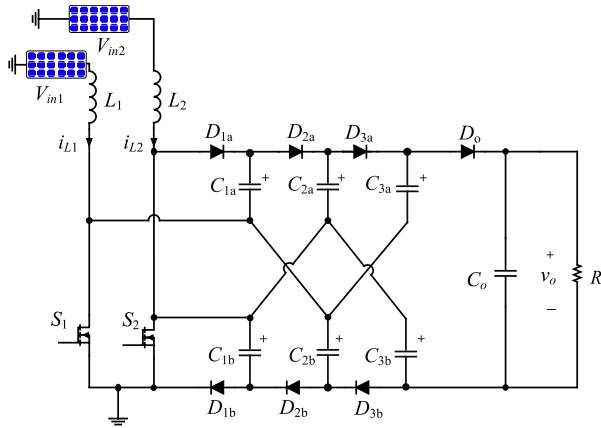 V_in2
V_in1
L_1
L_2
i_L1
i_L2
D_1a
D_2a
D_3a
D_o
C_1a
+
C_2a
+
C_3a
+
C_o
+
v_o
−
R
S_1
S_2
C_1b
+
C_2b
+
C_3b
+
D_1b
D_2b
D_3b